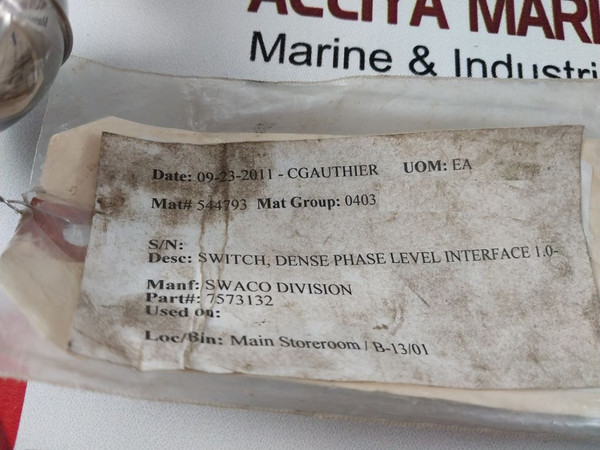 ALLIYA MARI
Marine & Industri
Date: 09-23-2011 - CGAUTHIER UOM: EA
Mat# 544793 Mat Group: 0403
S/N:
Desc: SWITCH, DENSE PHASE LEVEL INTERFACE 1.0-
Manf: SWACO DIVISION
Part#: 7573132
Used on:
Loc/Bin: Main Storeroom / B-13/01